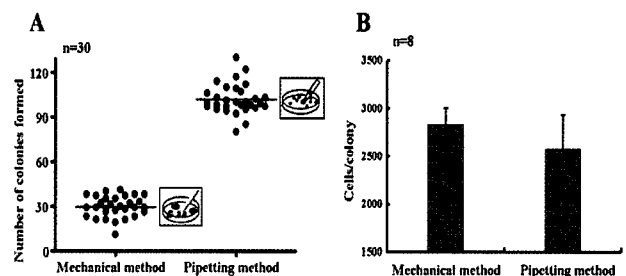 A
n=30
Number of colonies formed
120
90
60
30
0
Mechanical method Pipetting method
B
n=8
Cells/colony
3500
3000
2500
2000
1500
Mechanical method Pipetting method